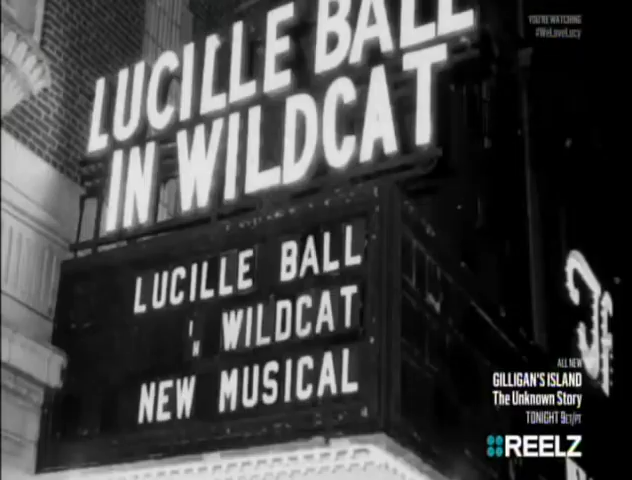 YOU'RE WATCHING
#WeLoveLucy
LUCILLE BALL
IN WILDCAT
LUCILLE BALL
IN WILDCAT
NEW MUSICAL
ALL NEW
GILLIGAN'S ISLAND
The Unknown Story
TONIGHT 9ET/PT
REELZ